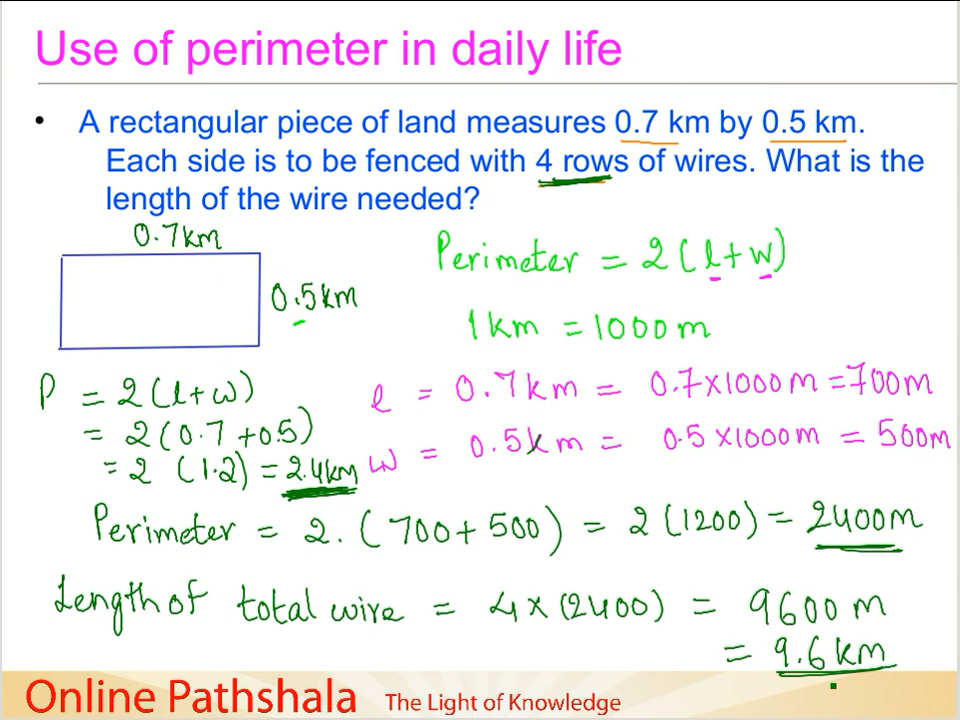 Use of perimeter in daily life
• A rectangular piece of land measures 0.7 km by 0.5 km.
Each side is to be fenced with 4 rows of wires. What is the
length of the wire needed?
0.7km
0.5km
Perimeter = 2(l+w)
1km = 1000m
P = 2(l+w)
= 2(0.7+0.5)
= 2 (1.2) = 2.4km
l = 0.7km = 0.7×1000m =700m
w = 0.5km = 0.5×1000m = 500m
Perimeter = 2.(700+500) = 2(1200) = 2400m
Length of total wire = 4×(2400) = 9600 m
= 9.6km
Online Pathshala The Light of Knowledge